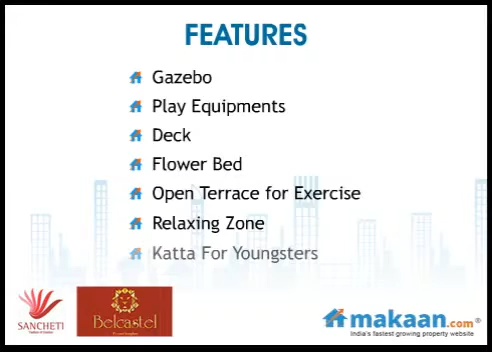 FEATURES
Gazebo
Play Equipments
Deck
Flower Bed
Open Terrace for Exercise
Relaxing Zone
Katta For Youngsters
SANCHETI
Belcastel
makaan.com®
India's fastest growing property website